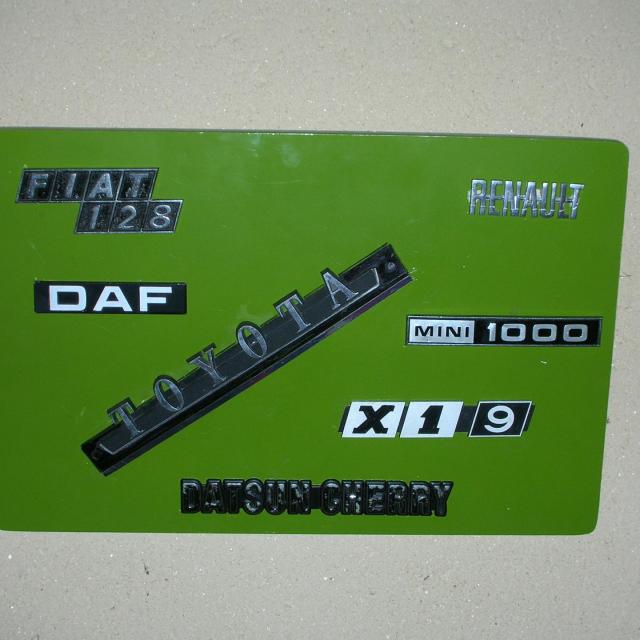 FIAT
128
RENAULT
DAF
TOYOTA
MINI 1000
X19
DATSUN CHERRY